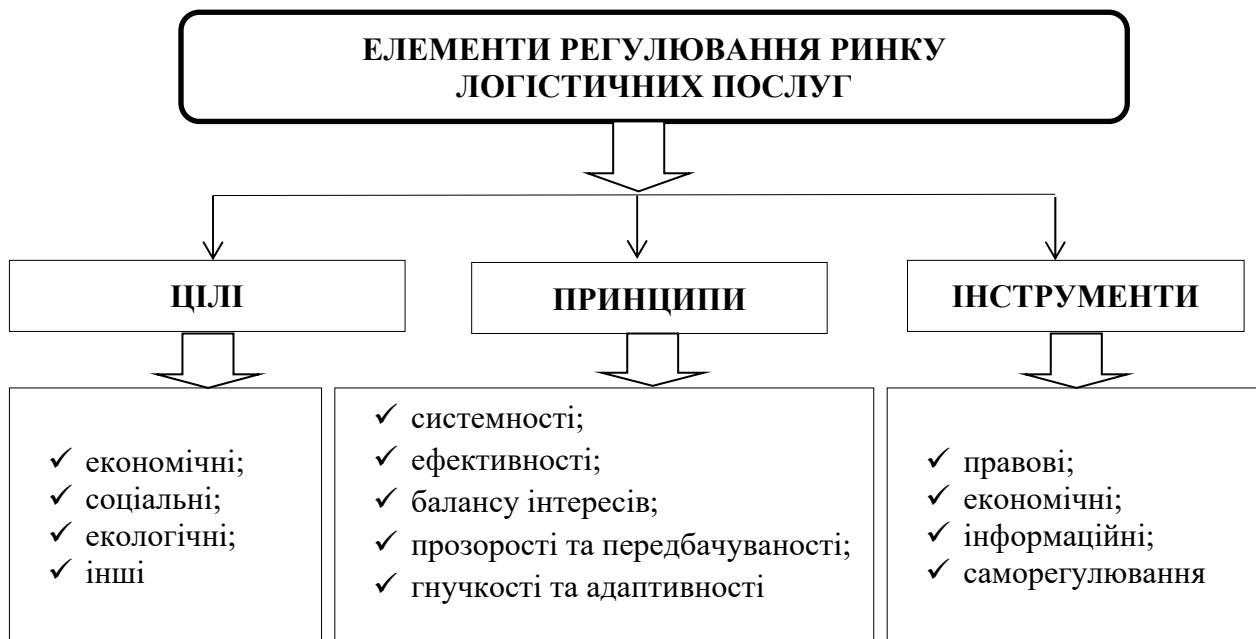 ЕЛЕМЕНТИ РЕГУЛЮВАННЯ РИНКУ
ЛОГІСТИЧНИХ ПОСЛУГ
ЦІЛІ
ПРИНЦИПИ
ІНСТРУМЕНТИ
✓ економічні;
✓ соціальні;
✓ екологічні;
✓ інші
✓ системності;
✓ ефективності;
✓ балансу інтересів;
✓ прозорості та передбачуваності;
✓ гнучкості та адаптивності
✓ правові;
✓ економічні;
✓ інформаційні;
✓ саморегулювання